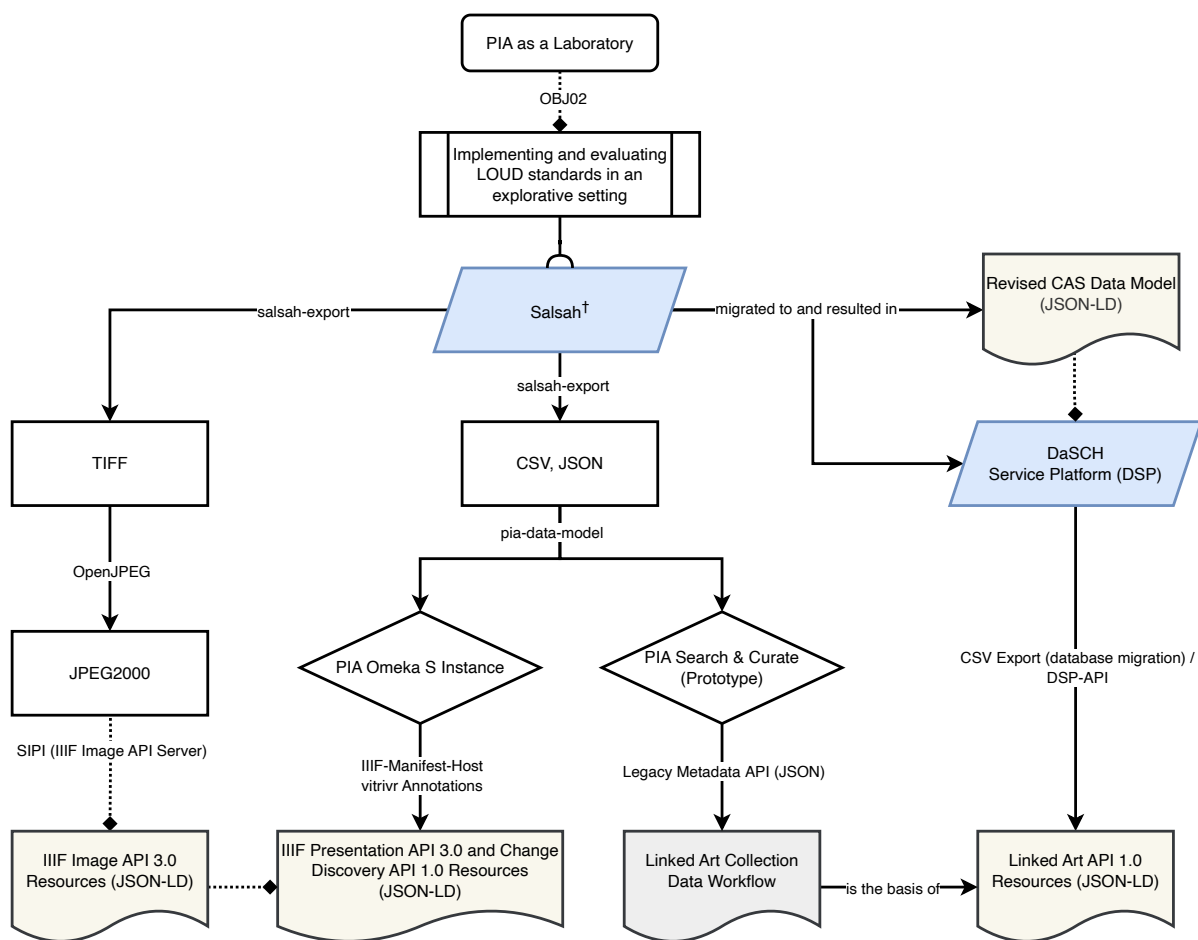 PIA as a Laboratory
OBJ02
Implementing and evaluating
LOUD standards in an
explorative setting
Revised CAS Data Model
(JSON-LD)
salsah-export
Salsah†
migrated to and resulted in
salsah-export
TIFF
CSV, JSON
DaSCH
Service Platform (DSP)
pia-data-model
OpenJPEG
JPEG2000
PIA Omeka S Instance
PIA Search & Curate
(Prototype)
CSV Export (database migration) /
DSP-API
SIPI (IIIF Image API Server)
IIIF-Manifest-Host
vitrivr Annotations
Legacy Metadata API (JSON)
IIIF Image API 3.0
Resources (JSON-LD)
IIIF Presentation API 3.0 and Change
Discovery API 1.0 Resources
(JSON-LD)
Linked Art Collection
Data Workflow
is the basis of
Linked Art API 1.0
Resources (JSON-LD)